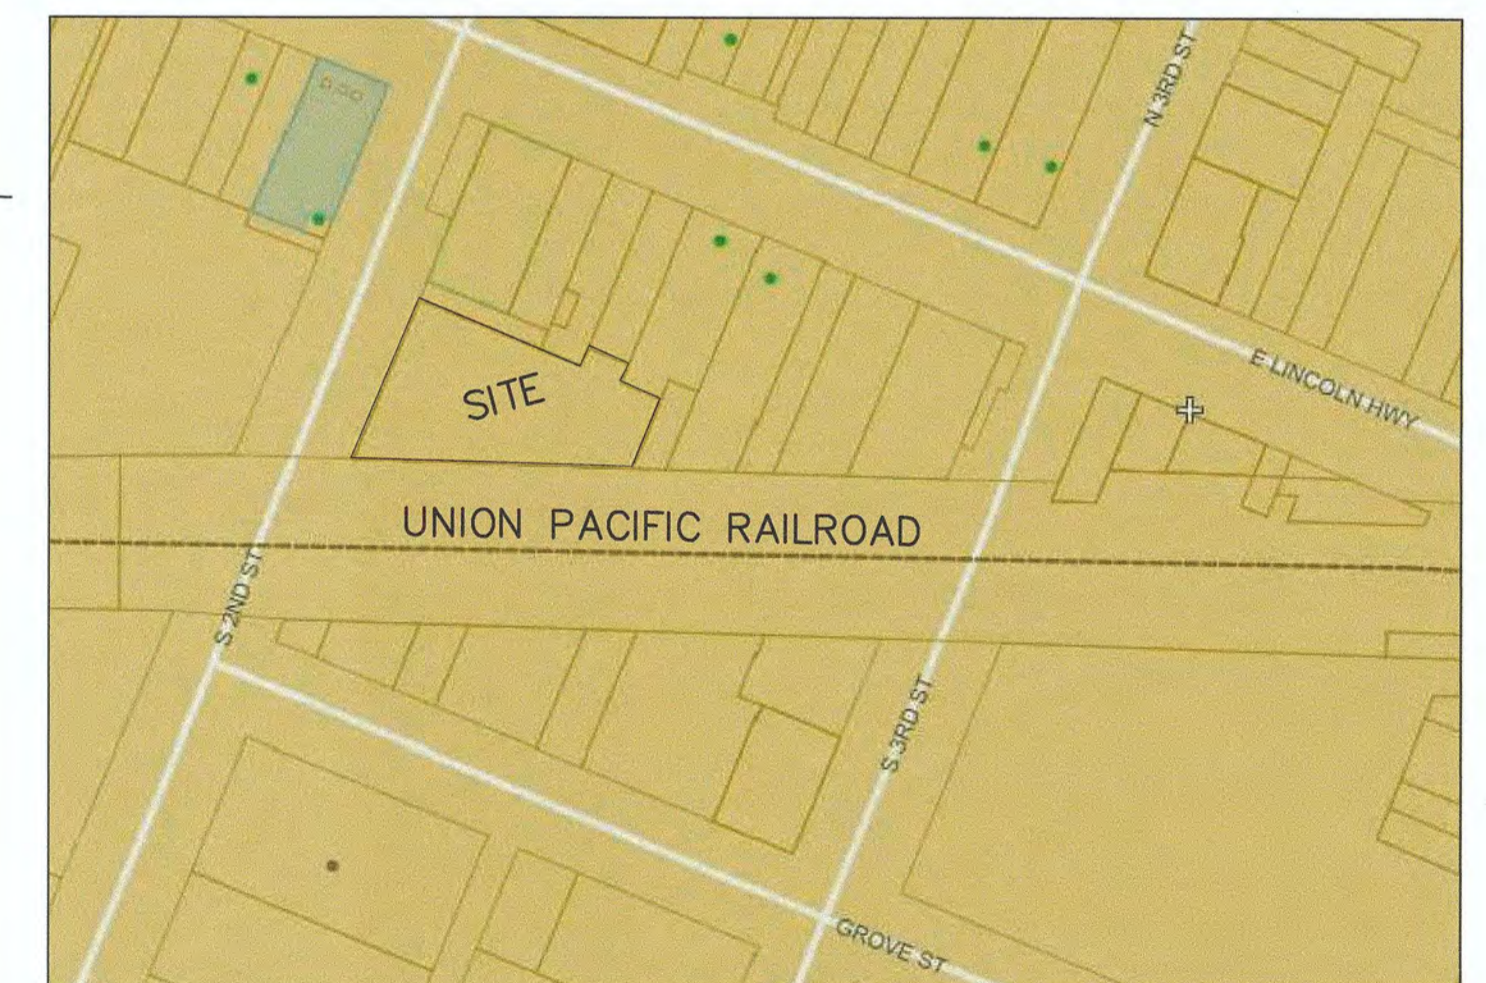 N 3RD ST
E LINCOLN HWY
SITE
UNION PACIFIC RAILROAD
S 2ND ST
S 3RD ST
GROVE ST